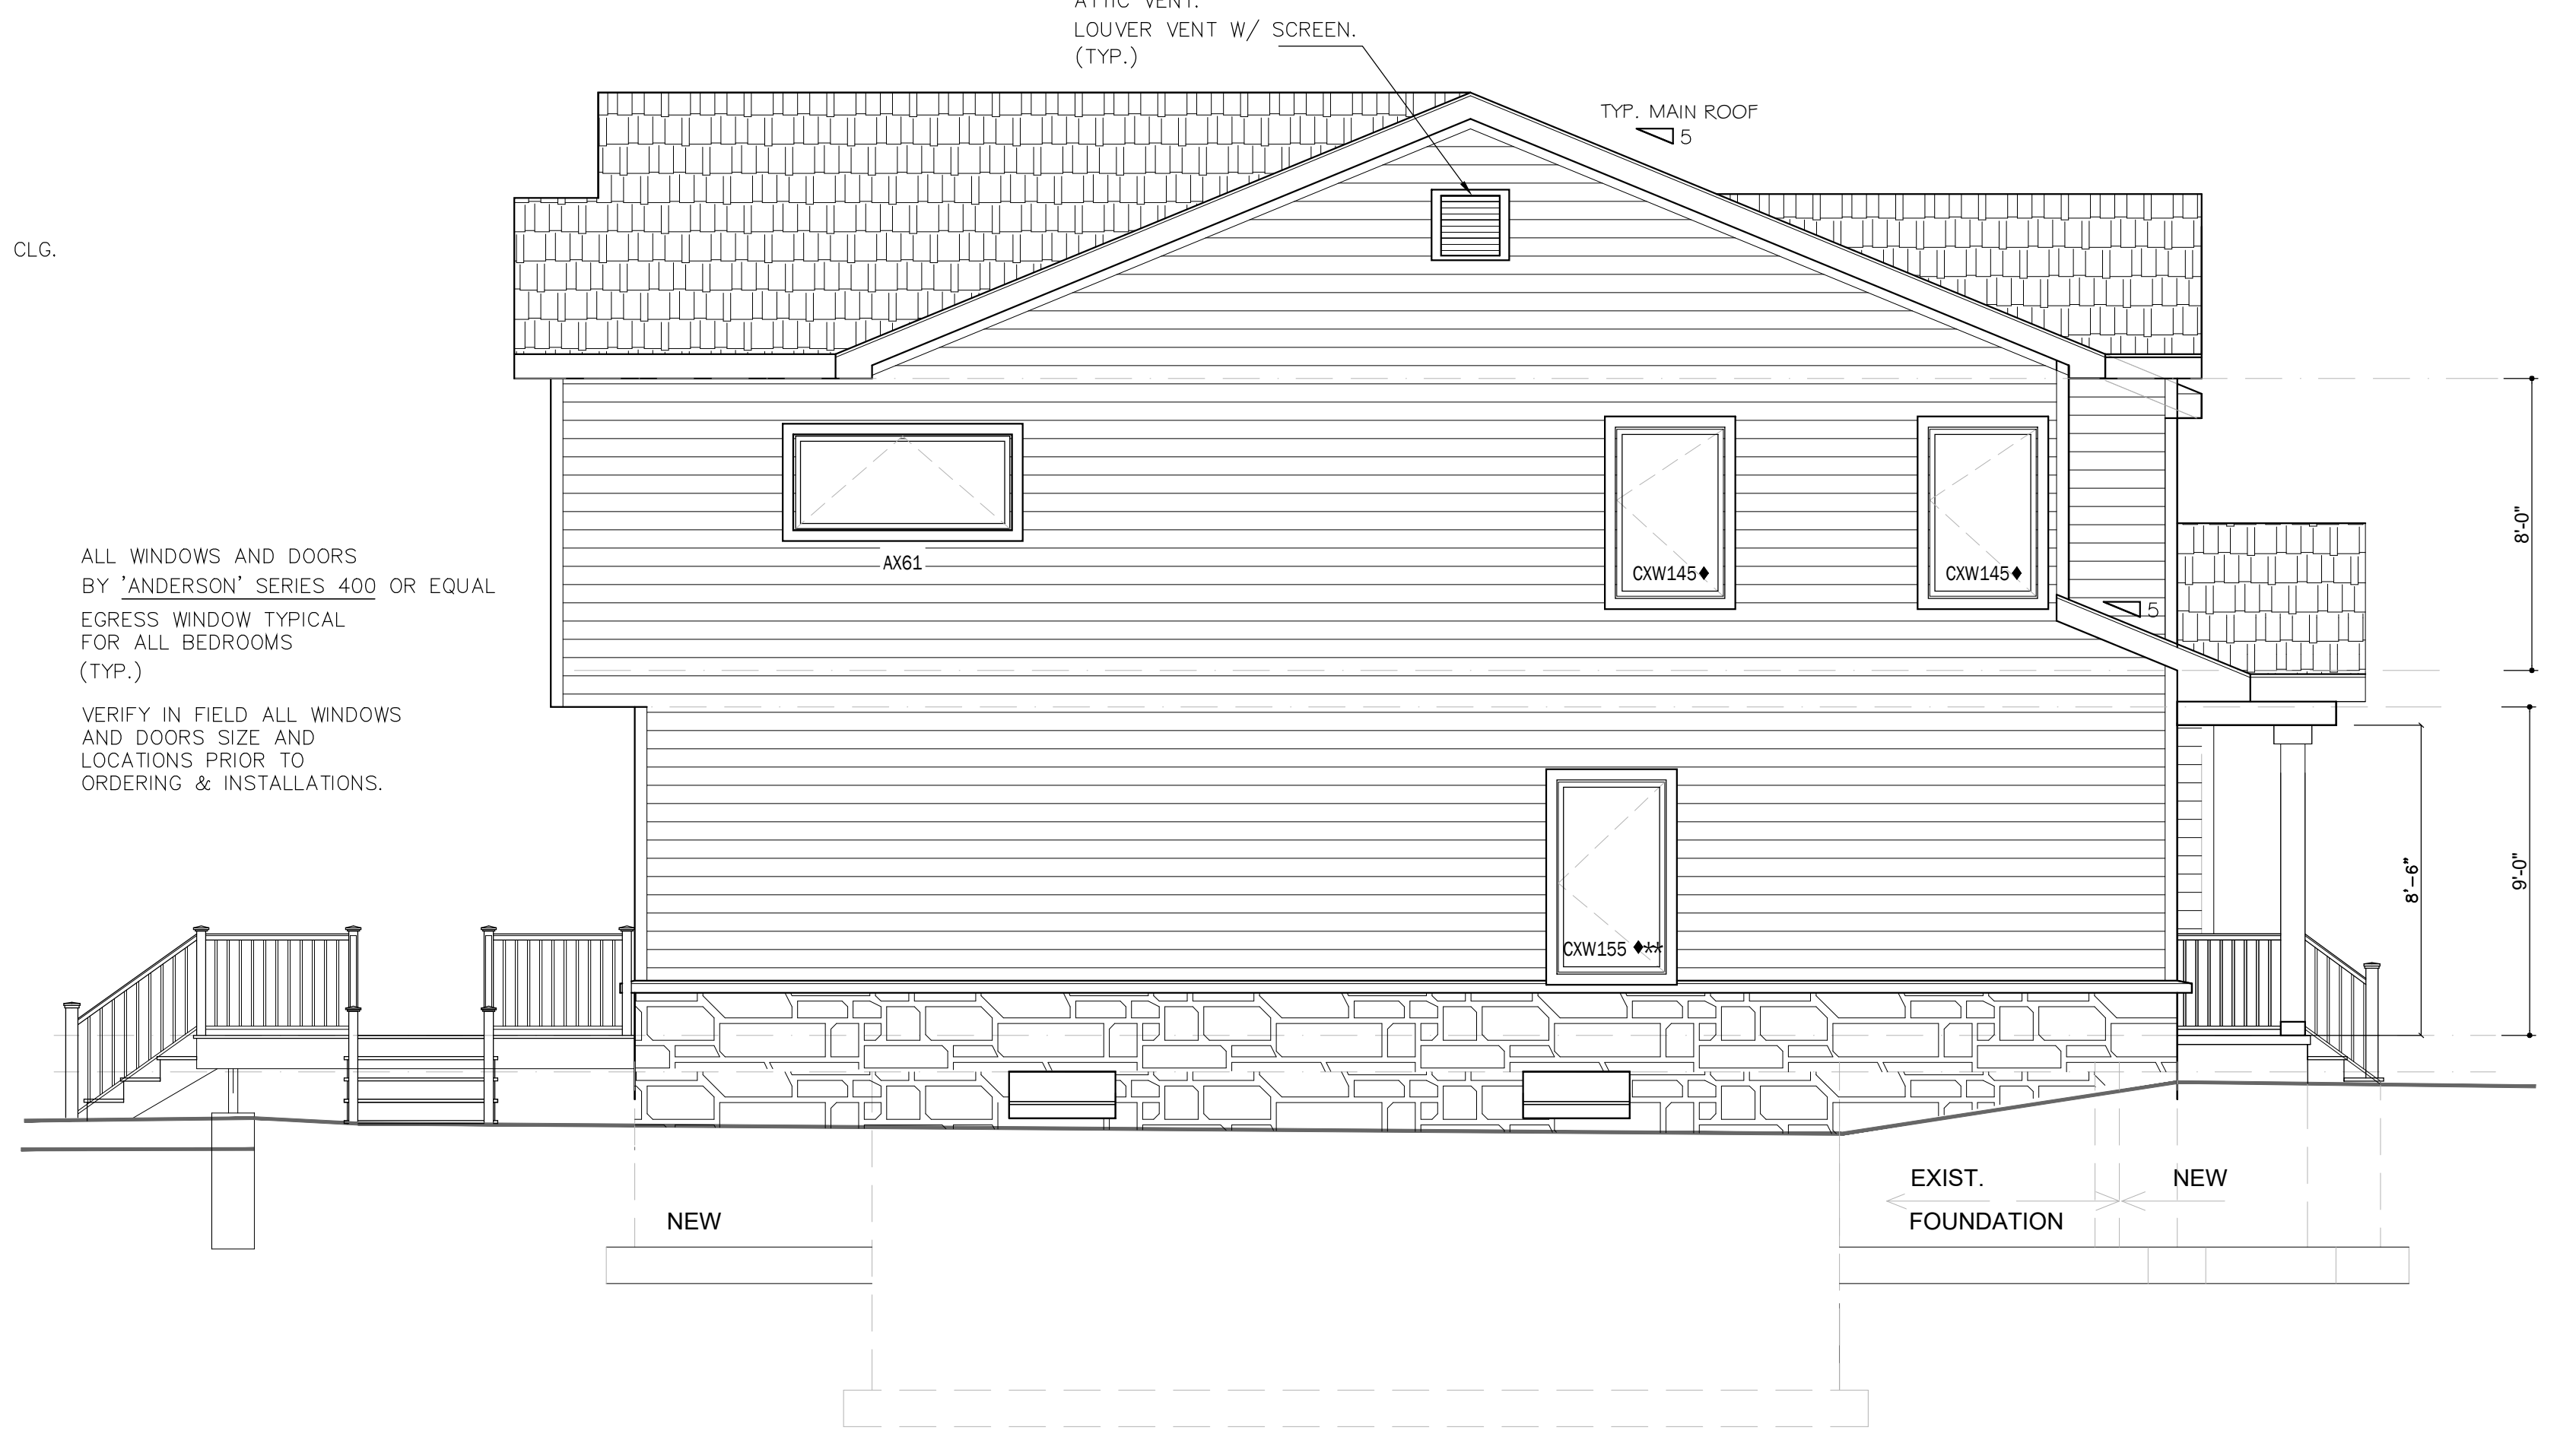 ATTIC VENT.
LOUVER VENT W/ SCREEN.
(TYP.)
TYP. MAIN ROOF
5
CLG.
8'-0"
ALL WINDOWS AND DOORS
BY 'ANDERSON' SERIES 400 OR EQUAL
EGRESS WINDOW TYPICAL
FOR ALL BEDROOMS
(TYP.)
VERIFY IN FIELD ALL WINDOWS
AND DOORS SIZE AND
LOCATIONS PRIOR TO
ORDERING & INSTALLATIONS.
AX61
CXW145♦
CXW145♦
5
8'-6"
9'-0"
CXW155 ♦**
EXIST.
NEW
NEW
FOUNDATION